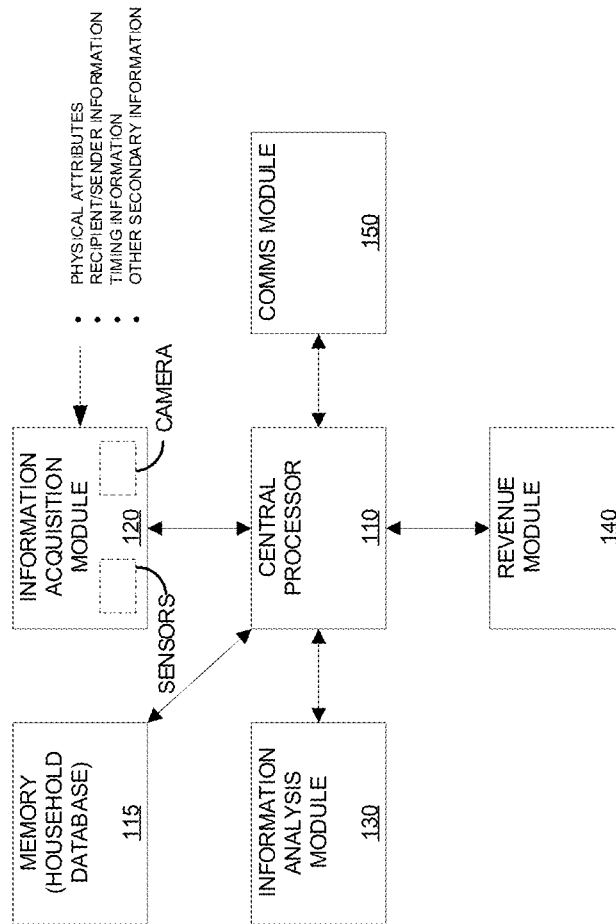 MEMORY
(HOUSEHOLD
DATABASE)
115
INFORMATION
ACQUISITION
MODULE
120
SENSORS
CAMERA
• PHYSICAL ATTRIBUTES
• RECIPIENT/SENDER INFORMATION
• TIMING INFORMATION
• OTHER SECONDARY INFORMATION
INFORMATION
ANALYSIS
MODULE
130
CENTRAL
PROCESSOR
110
COMMS MODULE
150
REVENUE
MODULE
140